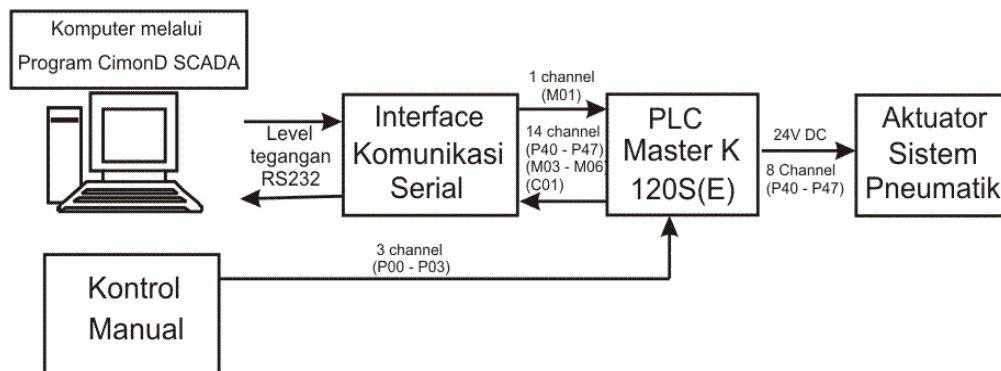 Komputer melalui
Program CimonD SCADA
Level
tegangan
RS232
Interface
Komunikasi
Serial
1 channel
(M01)
14 channel
(P40 - P47)
(M03 - M06)
(C01)
PLC
Master K
120S(E)
24V DC
8 Channel
(P40 - P47)
Aktuator
Sistem
Pneumatik
3 channel
(P00 - P03)
Kontrol
Manual